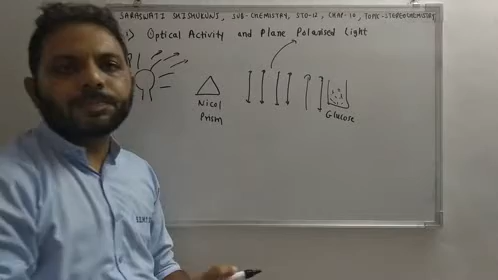 SARASWATI SHISHUKUNJ, SUB-CHEMISTRY, STD-12, CHAP-10, TOPIC-STEREOCHEMISTRY
1) Optical Activity and Plane Polarised Light
Nicol
Prism
Glucose